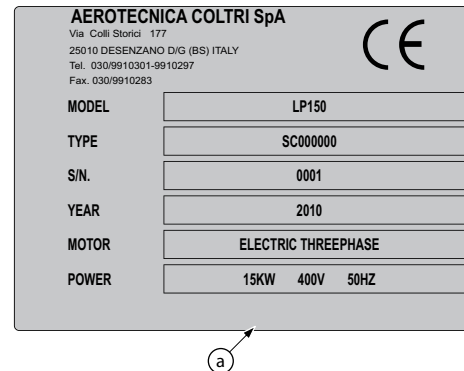 AEROTECNICA COLTRI SpA
Via Colli Storici 177
25010 DESENZANO D/G (BS) ITALY
Tel. 030/9910301-9910297
Fax. 030/9910283
CE
MODEL LP150
TYPE SC000000
S/N. 0001
YEAR 2010
MOTOR ELECTRIC THREEPHASE
POWER 15KW 400V 50HZ
a